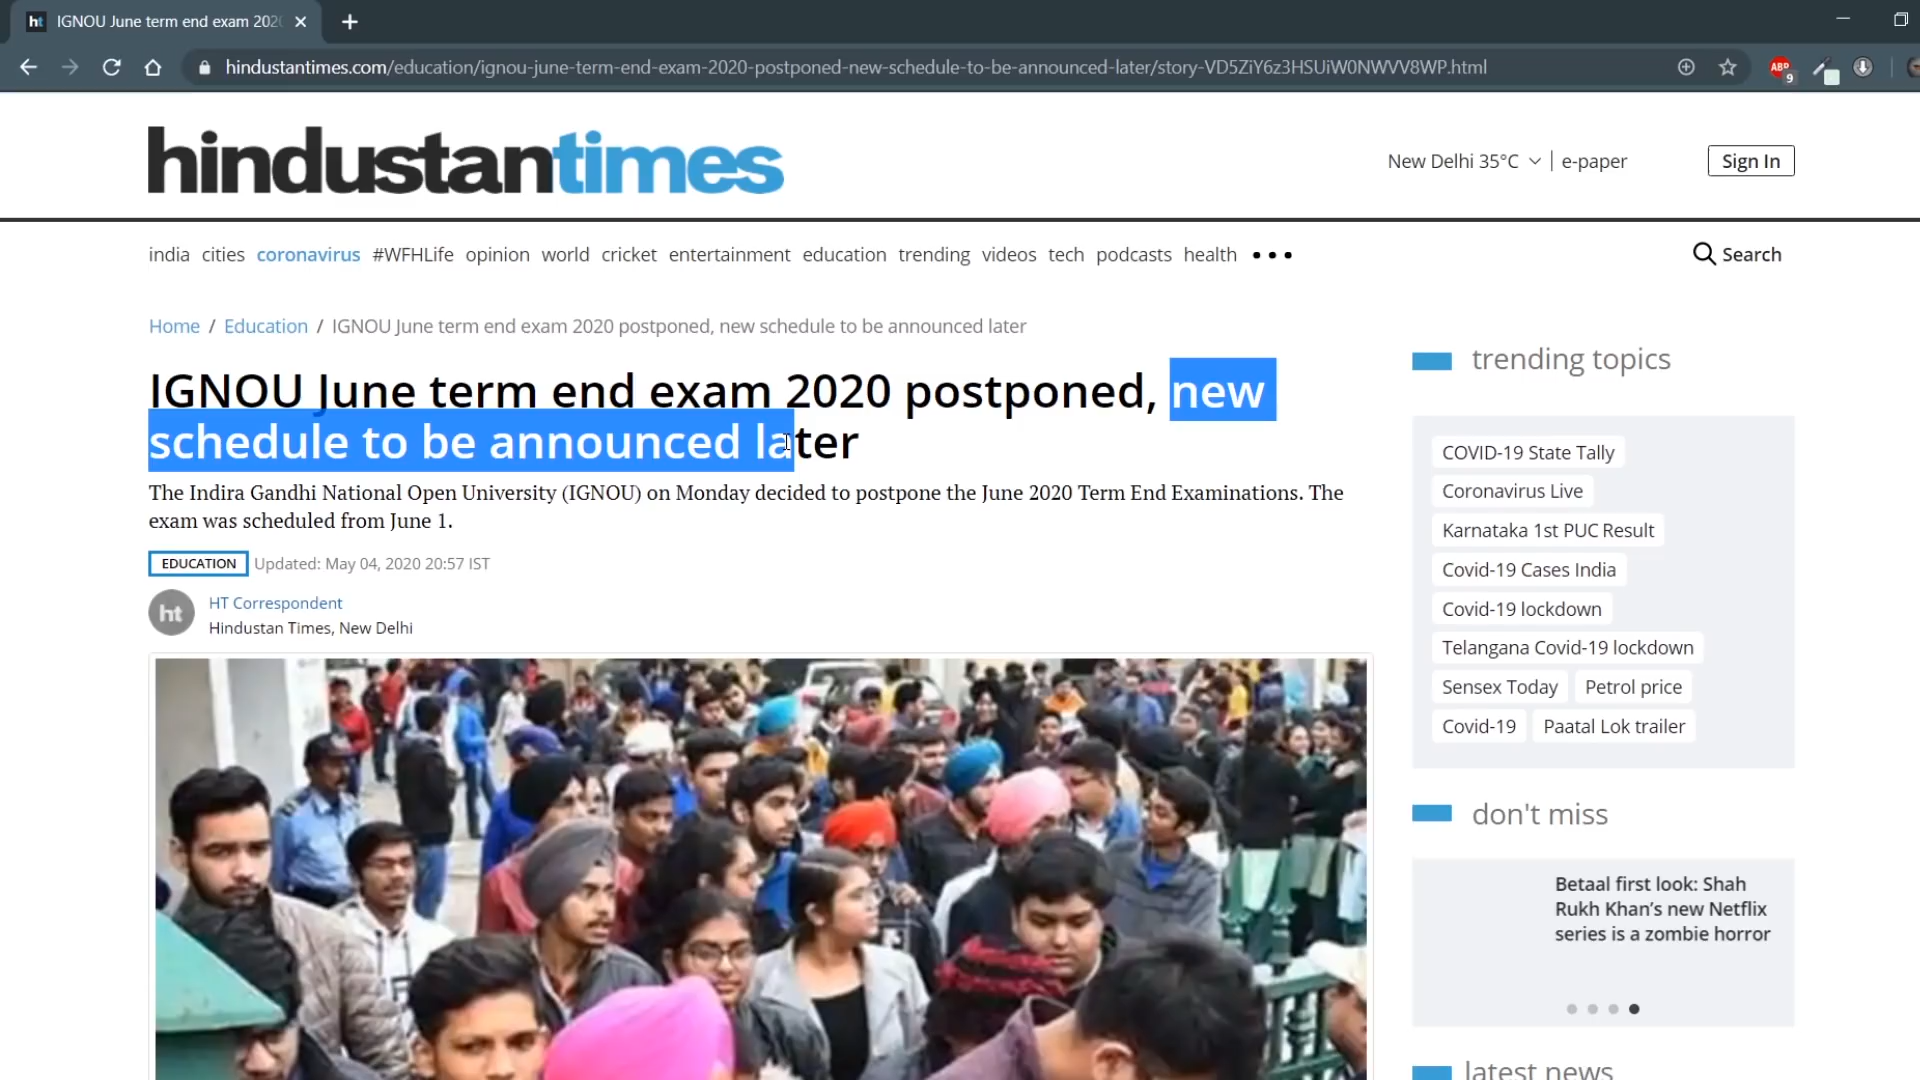 ht IGNOU June term end exam 202
hindustantimes.com/education/ignou-june-term-end-exam-2020-postponed-new-schedule-to-be-announced-later/story-VD5ZiY6z3HSUiW0NWVV8WP.html
ABP
9
hindustantimes
New Delhi 35°C
e-paper
Sign In
india cities coronavirus #WFHLife opinion world cricket entertainment education trending videos tech podcasts health
Search
Home / Education / IGNOU June term end exam 2020 postponed, new schedule to be announced later
IGNOU June term end exam 2020 postponed, new
schedule to be announced later
The Indira Gandhi National Open University (IGNOU) on Monday decided to postpone the June 2020 Term End Examinations. The
exam was scheduled from June 1.
EDUCATION Updated: May 04, 2020 20:57 IST
ht
HT Correspondent
Hindustan Times, New Delhi
trending topics
COVID-19 State Tally
Coronavirus Live
Karnataka 1st PUC Result
Covid-19 Cases India
Covid-19 lockdown
Telangana Covid-19 lockdown
Sensex Today Petrol price
Covid-19 Paatal Lok trailer
don't miss
Betaal first look: Shah
Rukh Khan's new Netflix
series is a zombie horror
latest news